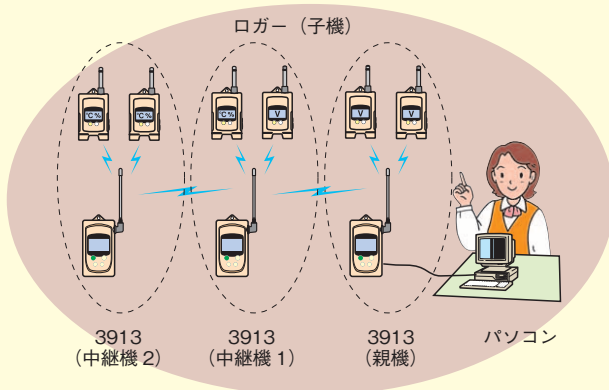 ロガー（子機）
℃% ℃% ℃% V V V
3913
（中継機 2）
3913
（中継機 1）
3913
（親機）
パソコン